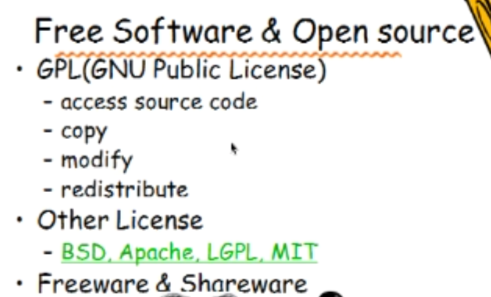 Free Software & Open source
• GPL(GNU Public License)
- access source code
- copy
- modify
- redistribute
• Other License
- BSD, Apache, LGPL, MIT
• Freeware & Shareware